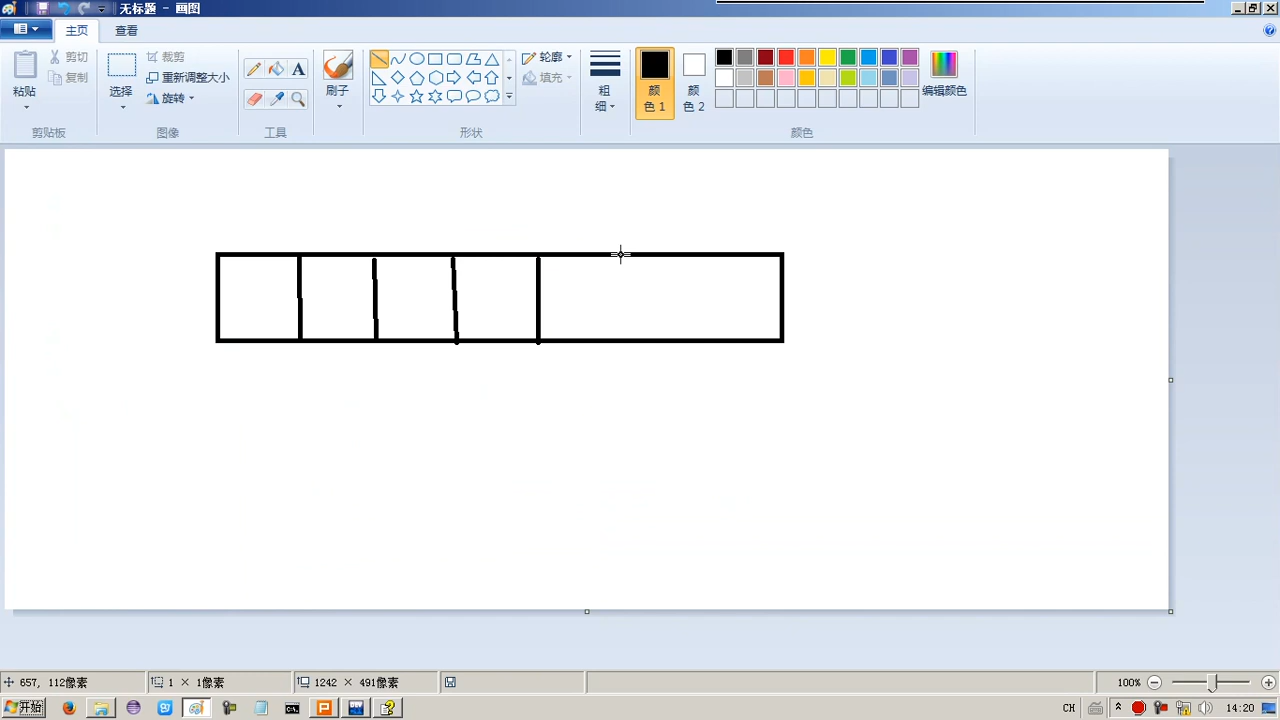 无标题 - 画图
主页
查看
剪切
复制
粘贴
剪贴板
选择
裁剪
重新调整大小
旋转
图像
A
工具
刷子
轮廓
填充
形状
粗
细
颜
色 1
颜
色 2
编辑颜色
颜色
657, 112像素
1 × 1像素
1242 × 491像素
100%
开始
CH
14:20